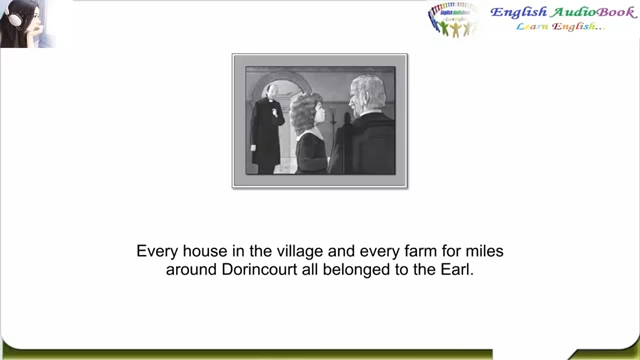 English AudioBook
Learn English...
Every house in the village and every farm for miles
around Dorincourt all belonged to the Earl.